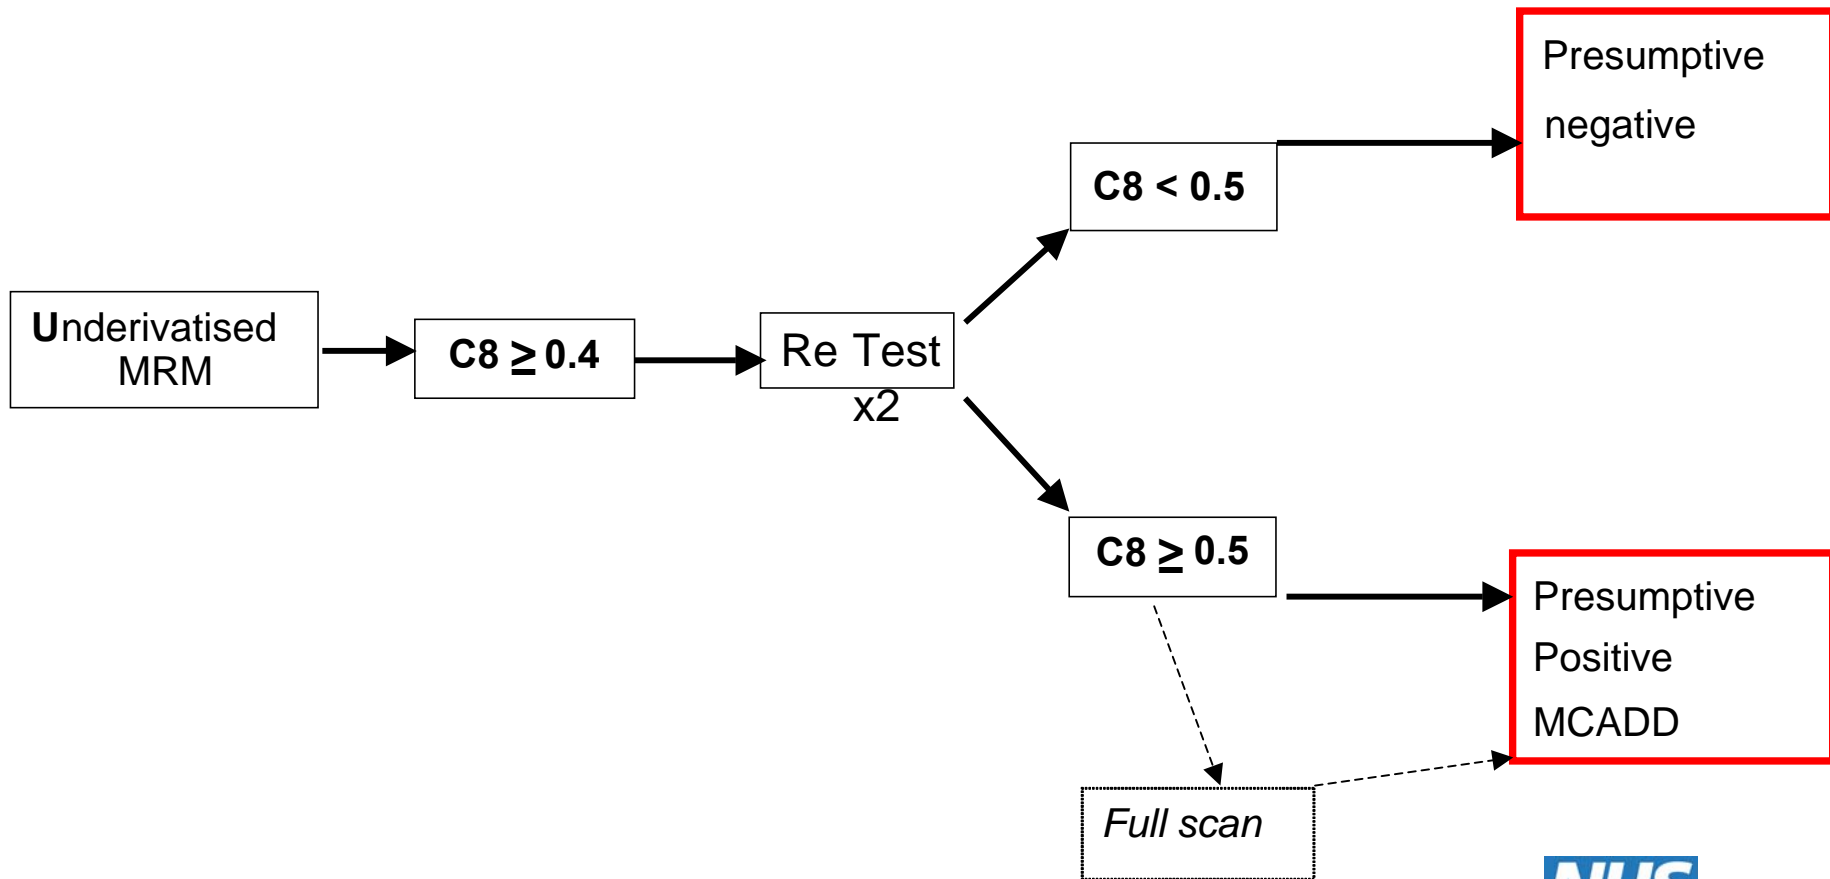 Underivatised
MRM
C8 ≥ 0.4
Re Test
x2
C8 < 0.5
Presumptive
negative
C8 ≥ 0.5
Presumptive
Positive
MCADD
Full scan
NHS